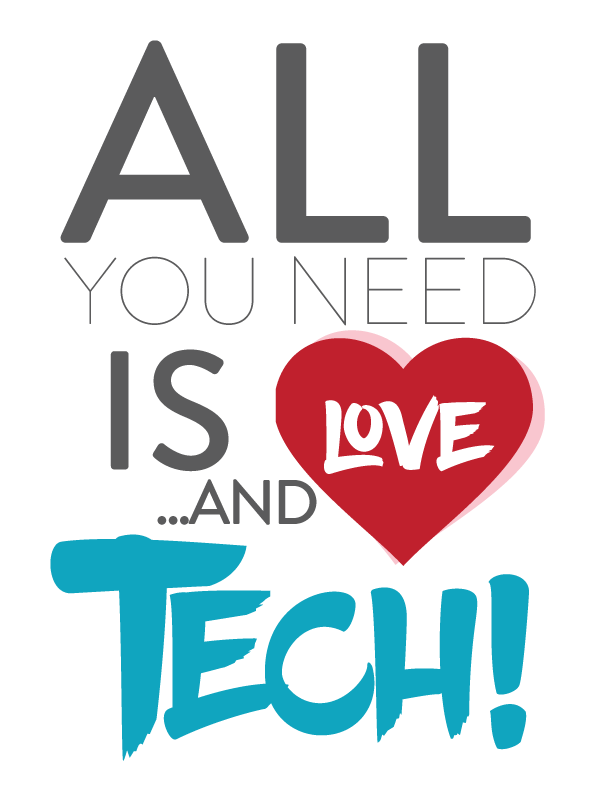 ALL
YOU NEED
IS LOVE
...AND
TECH!